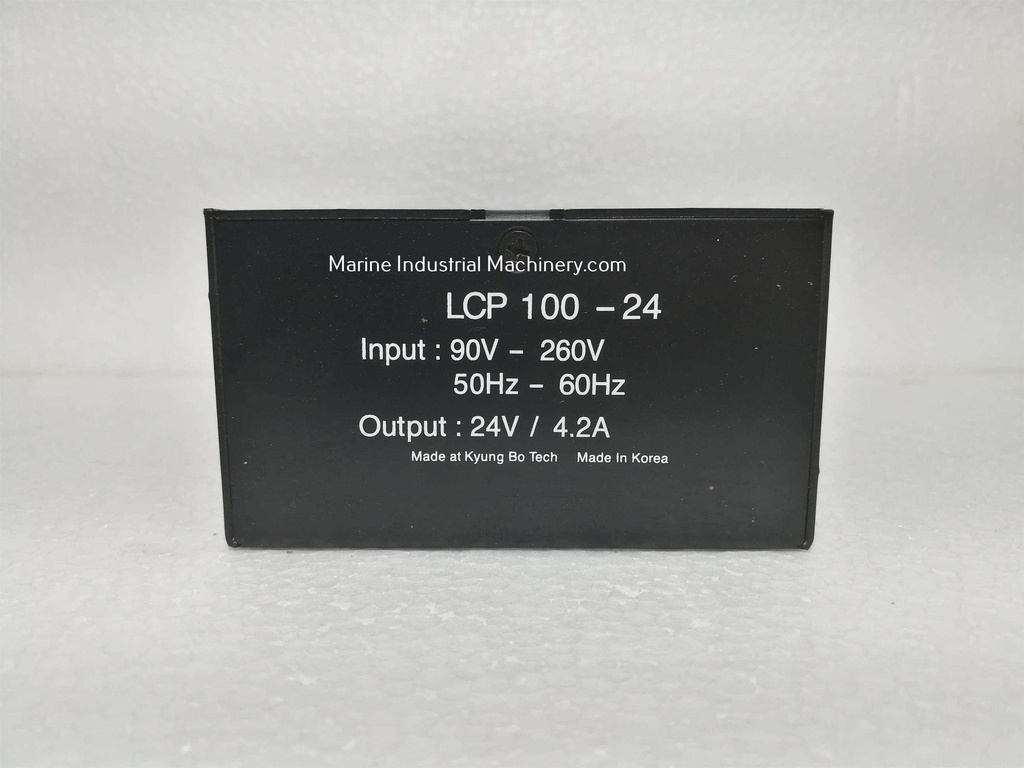 Marine Industrial Machinery.com
LCP 100 - 24
Input : 90V - 260V
50Hz - 60Hz
Output : 24V / 4.2A
Made at Kyung Bo Tech Made In Korea